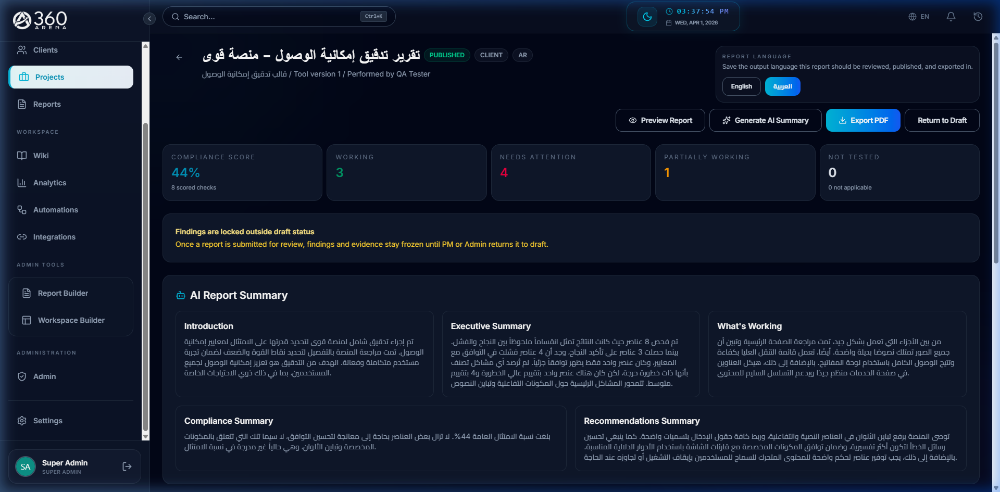 360
ARENA
Clients
Projects
Reports
WORKSPACE
Wiki
Analytics
Automations
Integrations
ADMIN TOOLS
Report Builder
Workspace Builder
ADMINISTRATION
Admin
Settings
SA
Super Admin
SUPER ADMIN
Search...
Ctrl+K
03:37:54 PM
WED, APR 1, 2026
EN
تقرير تدقيق إمكانية الوصول – منصة قوى
PUBLISHED
CLIENT
AR
قالب تدقيق إمكانية الوصول / Tool version 1 / Performed by QA Tester
REPORT LANGUAGE
Save the output language this report should be reviewed, published, and exported in.
English
العربية
Preview Report
Generate AI Summary
Export PDF
Return to Draft
COMPLIANCE SCORE
44%
8 scored checks
WORKING
3
NEEDS ATTENTION
4
PARTIALLY WORKING
1
NOT TESTED
0
0 not applicable
Findings are locked outside draft status
Once a report is submitted for review, findings and evidence stay frozen until PM or Admin returns it to draft.
AI Report Summary
Introduction
تم إجراء تدقيق شامل لمنصة قوى لتحديد قدرتها على الامتثال لمعايير إمكانية
الوصول. تمت مراجعة المنصة بالتفصيل لتحديد نقاط القوة والضعف لضمان تجربة
مستخدم متكاملة وفعالة. الهدف من التدقيق هو تعزيز إمكانية الوصول لجميع
المستخدمين، بما في ذلك ذوي الاحتياجات الخاصة.
Executive Summary
تم فحص 8 عناصر حيث كانت النتائج تمثل انقساماً ملحوظاً بين النجاح والفشل.
بينما حصلت 3 عناصر على تأكيد النجاح، وجد أن 4 عناصر فشلت في التوافق مع
المعايير، وكان عنصر واحد فقط يظهر توافقاً جزئياً. لم تُرصد أي مشاكل تصنف
بأنها ذات خطورة حرجة، لكن كان هناك عنصر واحد بتقييم عالي الخطورة و4 بتقييم
متوسط. تتمحور المشاكل الرئيسية حول المكونات التفاعلية وتباين النصوص.
What's Working
من بين الأجزاء التي تعمل بشكل جيد، تمت مراجعة الصفحة الرئيسية وتبين أن
جميع الصور تمتلك نصوصًا بديلة واضحة. أيضًا، تعمل قائمة التنقل العليا بكفاءة
وتتيح الوصول الكامل باستخدام لوحة المفاتيح. بالإضافة إلى ذلك، هيكل العناوين
في صفحة الخدمات منظم جيدًا ويدعم التسلسل السليم للمحتوى.
Compliance Summary
بلغت نسبة الامتثال العامة 44%. لا تزال بعض العناصر بحاجة إلى معالجة لتحسين التوافق، لا سيما تلك التي تتعلق بالمكونات
المخصصة وتباين الألوان، وهي حالياً غير مدرجة في نسبة الامتثال.
Recommendations Summary
توصى المنصة برفع تباين الألوان في العناصر النصية والتفاعلية، وربط كافة حقول الإدخال بتسميات واضحة. كما ينبغي تحسين
رسائل الخطأ لتكون أكثر تفسيرية، وضمان توافق المكونات المخصصة مع قارئات الشاشة باستخدام الأدوار الدلالية المناسبة.
بالإضافة إلى ذلك، يجب توفير عناصر تحكم واضحة للمحتوى المتحرك للسماح للمستخدمين بإيقاف التشغيل أو تجاوزه عند الحاجة.